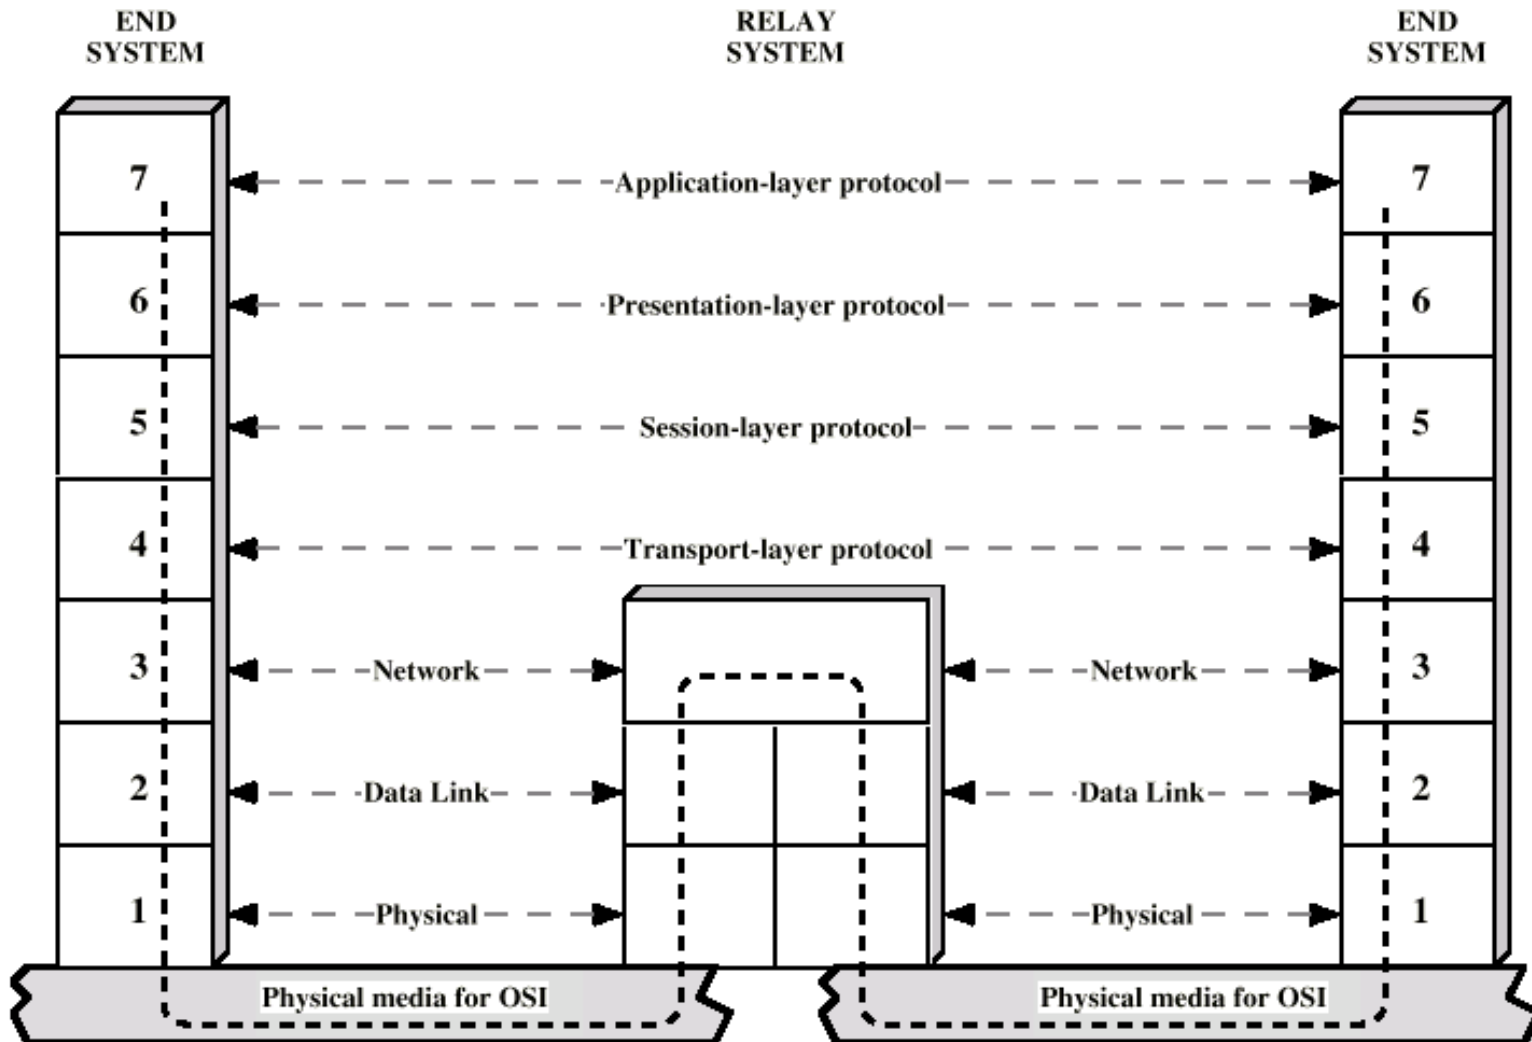 END
SYSTEM
RELAY
SYSTEM
END
SYSTEM
7
Application-layer protocol
7
6
Presentation-layer protocol
6
5
Session-layer protocol
5
4
Transport-layer protocol
4
3
Network
Network
3
2
Data Link
Data Link
2
1
Physical
Physical
1
Physical media for OSI
Physical media for OSI